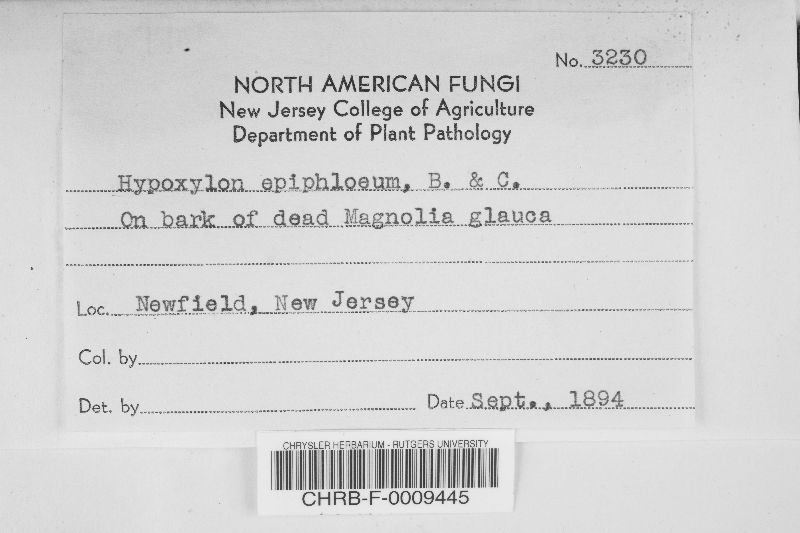 No. 3230
NORTH AMERICAN FUNGI
New Jersey College of Agriculture
Department of Plant Pathology
Hypoxylon epiphloeum, B. & C.
On bark of dead Magnolia glauca
Loc. Newfield, New Jersey
Col. by
Det. by Date Sept., 1894
CHRYSLER HERBARIUM - RUTGERS UNIVERSITY
CHRB-F-0009445